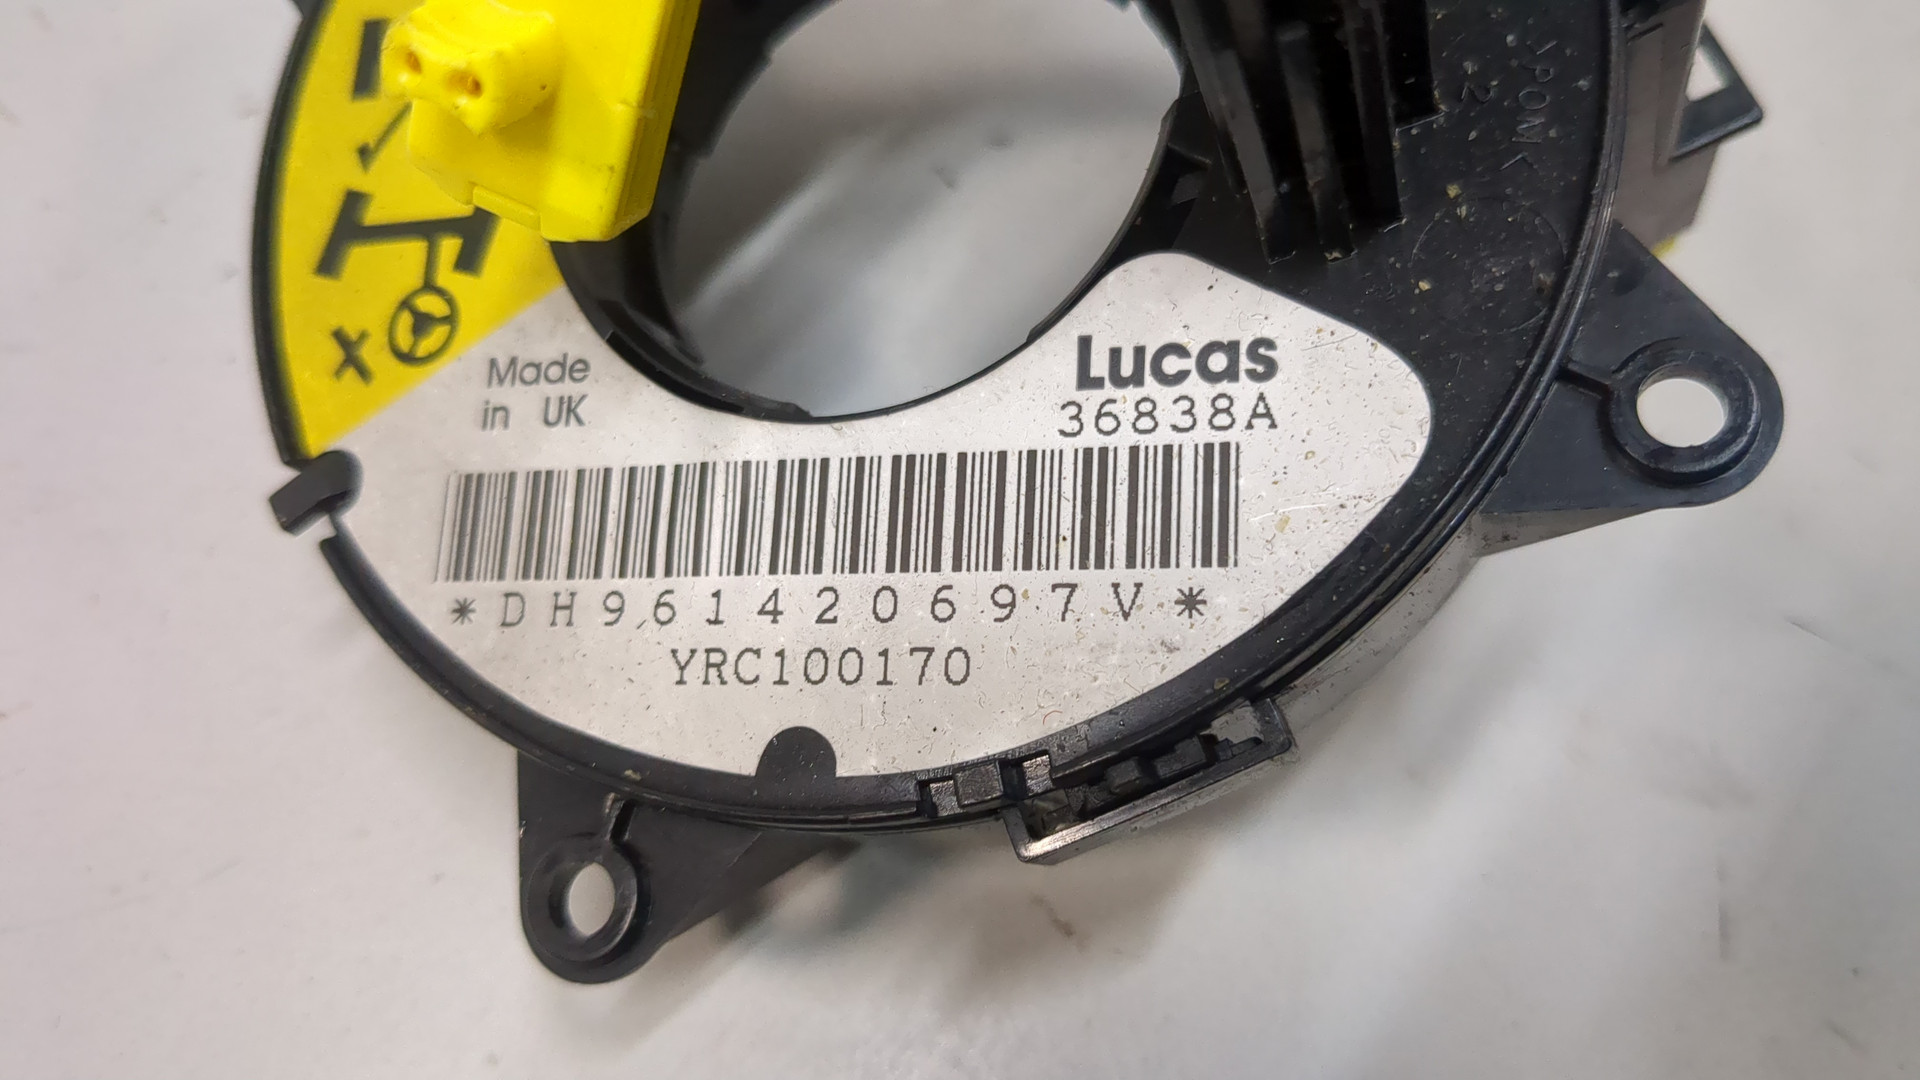 Made
in UK
Lucas
36838A
*DH961420697V*
YRC100170
X